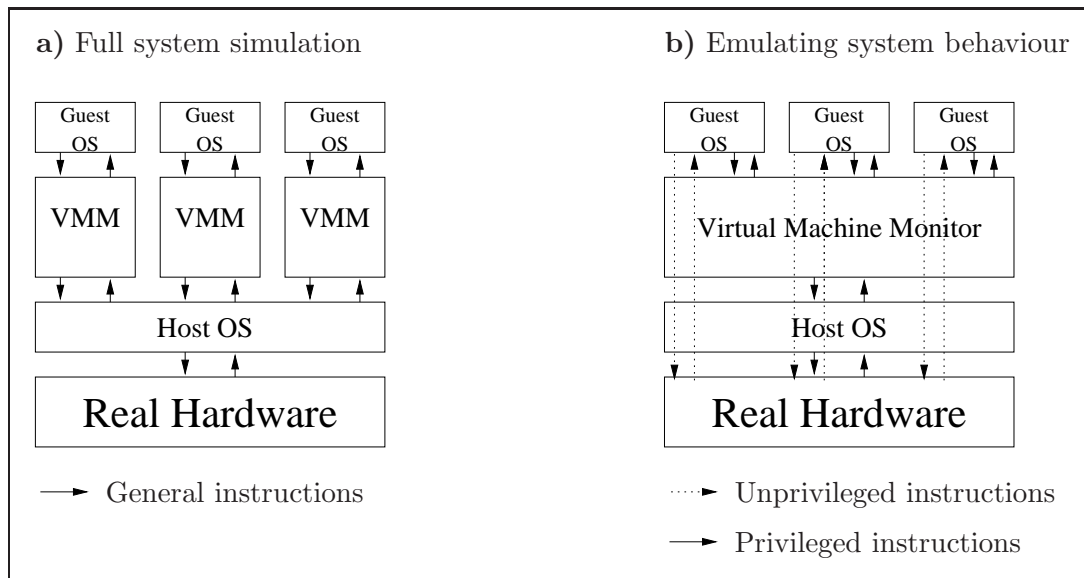 a) Full system simulation
Guest
OS
Guest
OS
Guest
OS
VMM
VMM
VMM
Host OS
Real Hardware
General instructions
b) Emulating system behaviour
Guest
OS
Guest
OS
Guest
OS
Virtual Machine Monitor
Host OS
Real Hardware
Unprivileged instructions
Privileged instructions